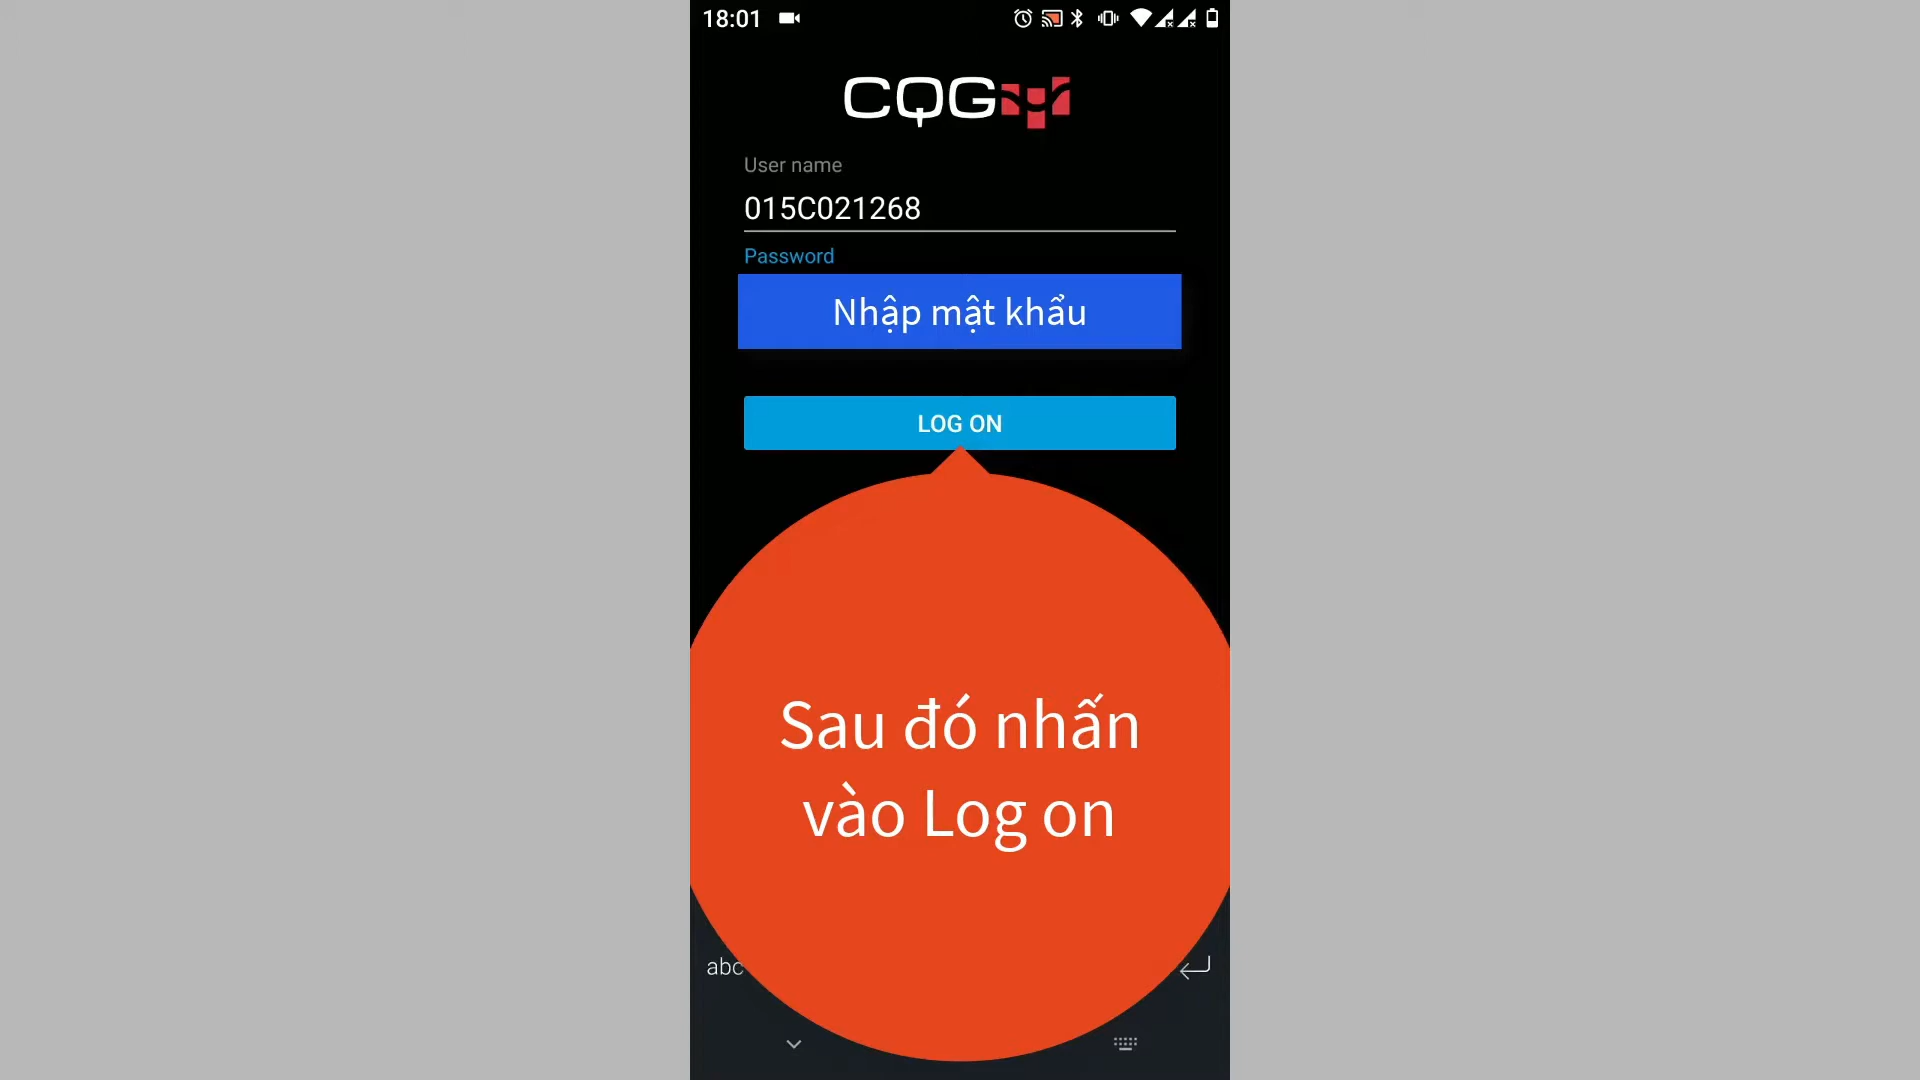 18:01
CQG
User name
015C021268
Password
Nhập mật khẩu
LOG ON
Sau đó nhấn
vào Log on
abc